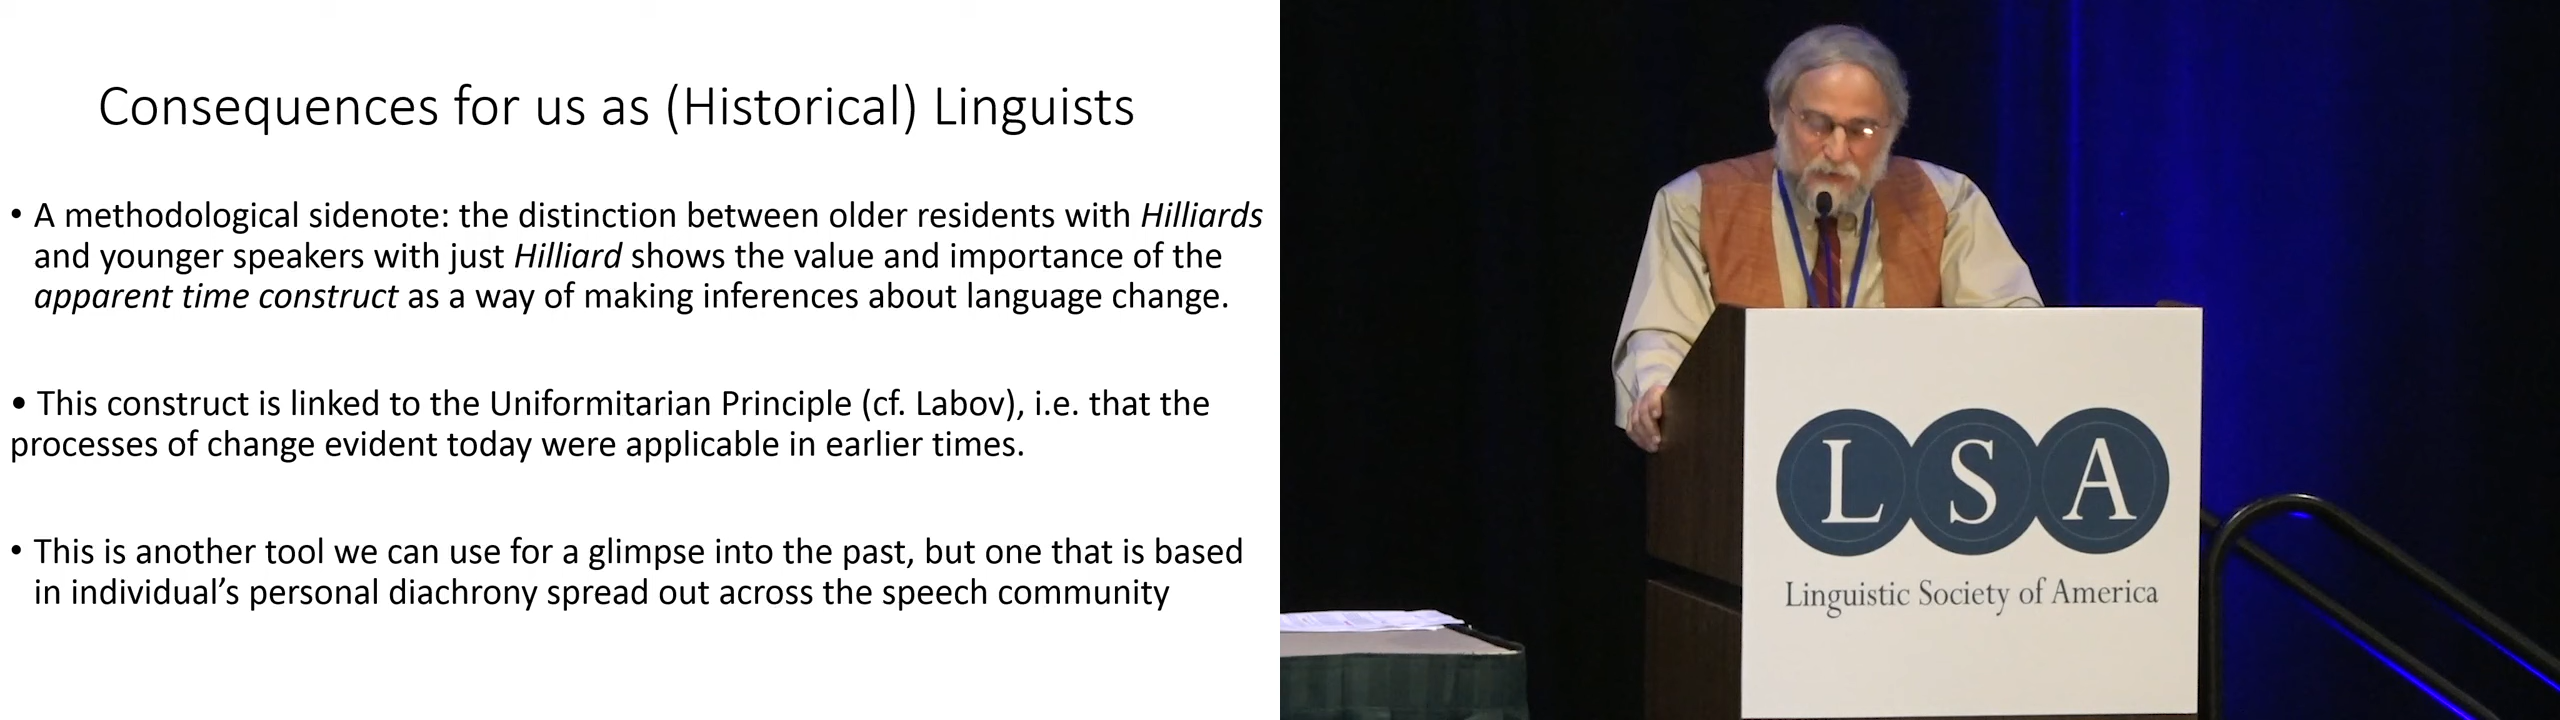 Consequences for us as (Historical) Linguists
• A methodological sidenote: the distinction between older residents with Hilliards
and younger speakers with just Hilliard shows the value and importance of the
apparent time construct as a way of making inferences about language change.
• This construct is linked to the Uniformitarian Principle (cf. Labov), i.e. that the
processes of change evident today were applicable in earlier times.
• This is another tool we can use for a glimpse into the past, but one that is based
in individual’s personal diachrony spread out across the speech community
LSA
Linguistic Society of America